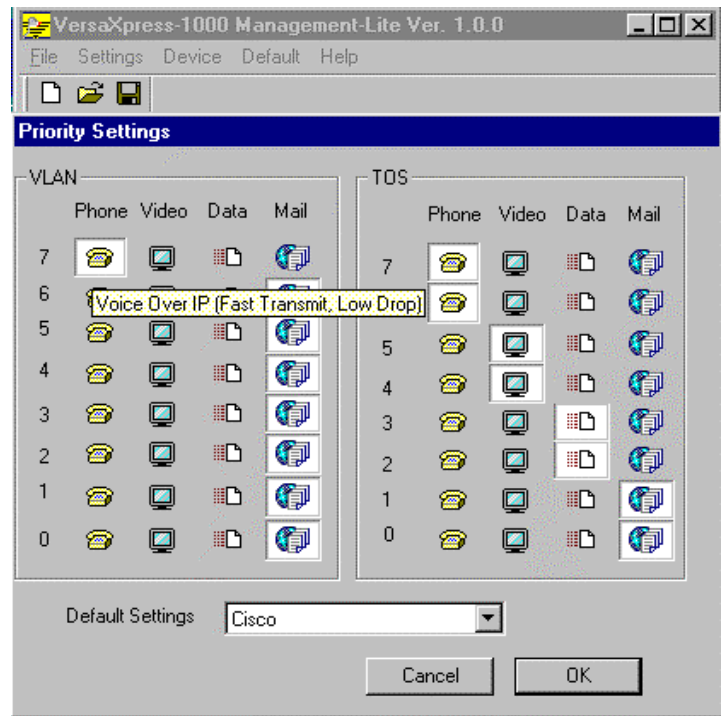 VersaXpress-1000 Management-Lite Ver. 1.0.0
File Settings Device Default Help
Priority Settings
VLAN
Phone Video Data Mail
7
6
Voice Over IP (Fast Transmit, Low Drop)
5
4
3
2
1
0
TOS
Phone Video Data Mail
7
5
4
3
2
1
0
Default Settings Cisco
Cancel OK